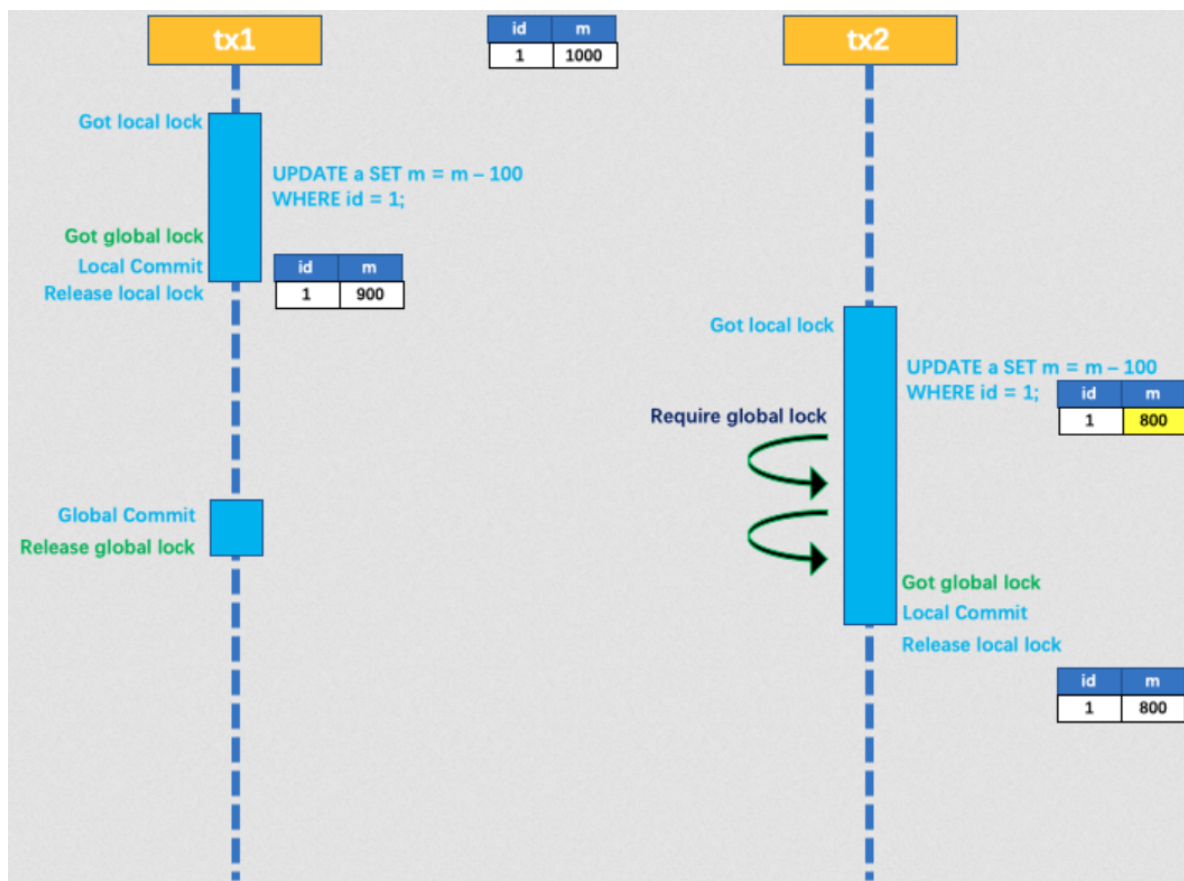 tx1
id m
1 1000
tx2
Got local lock
UPDATE a SET m = m – 100
WHERE id = 1;
Got global lock
Local Commit
Release local lock
id m
1 900
Got local lock
UPDATE a SET m = m – 100
WHERE id = 1;
id m
1 800
Require global lock
Global Commit
Release global lock
Got global lock
Local Commit
Release local lock
id m
1 800